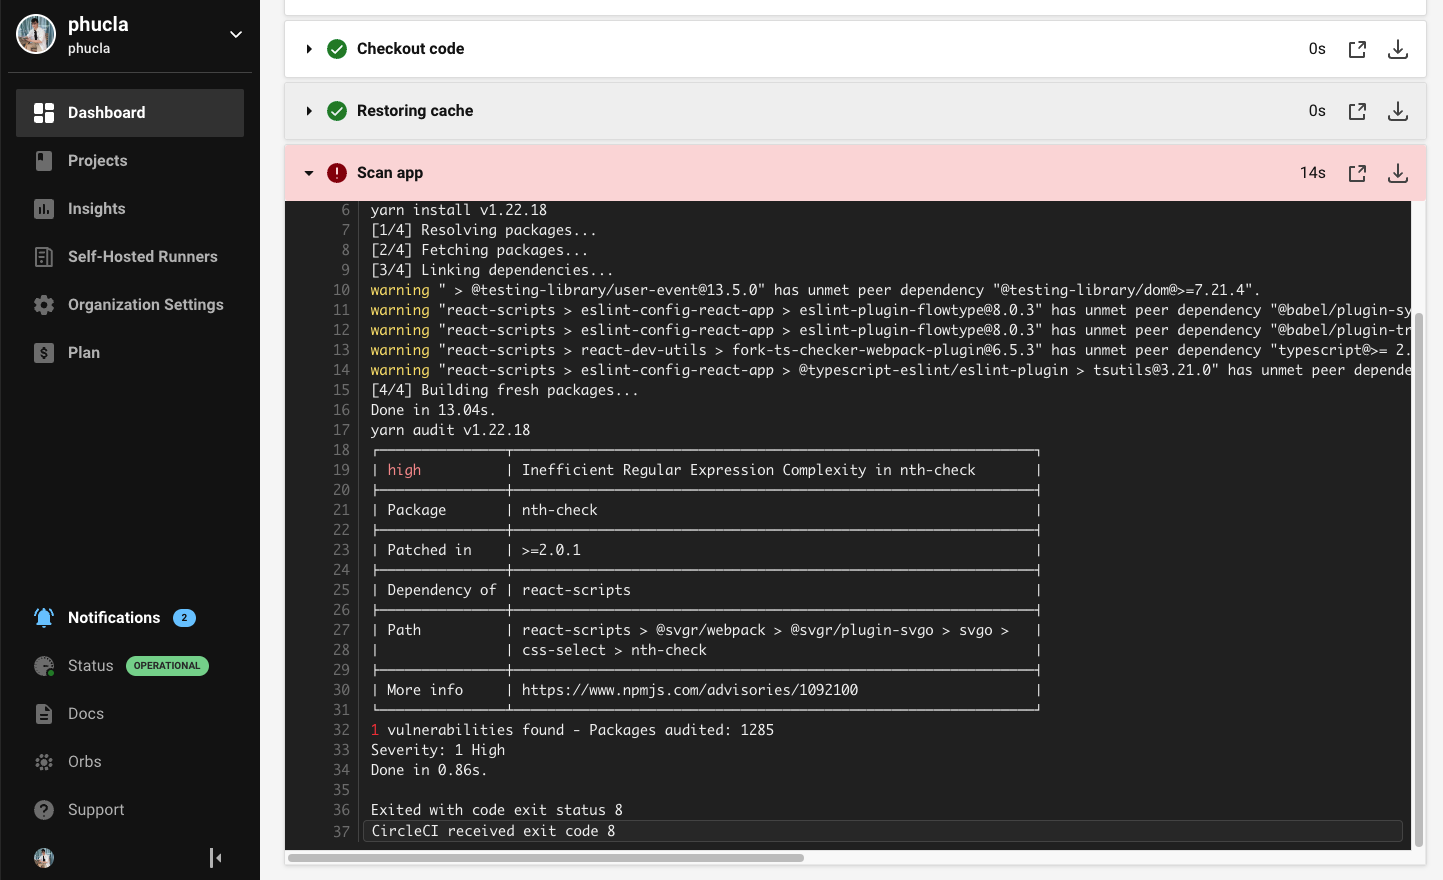 phucla
phucla
Dashboard
Projects
Insights
Self-Hosted Runners
Organization Settings
Plan
Notifications 2
Status OPERATIONAL
Docs
Orbs
Support
Checkout code 0s
Restoring cache 0s
Scan app 14s
6 yarn install v1.22.18
7 [1/4] Resolving packages...
8 [2/4] Fetching packages...
9 [3/4] Linking dependencies...
10 warning " > @testing-library/user-event@13.5.0" has unmet peer dependency "@testing-library/dom@>=7.21.4".
11 warning "react-scripts > eslint-config-react-app > eslint-plugin-flowtype@8.0.3" has unmet peer dependency "@babel/plugin-sy
12 warning "react-scripts > eslint-config-react-app > eslint-plugin-flowtype@8.0.3" has unmet peer dependency "@babel/plugin-tr
13 warning "react-scripts > react-dev-utils > fork-ts-checker-webpack-plugin@6.5.3" has unmet peer dependency "typescript@>= 2.
14 warning "react-scripts > eslint-config-react-app > @typescript-eslint/eslint-plugin > tsutils@3.21.0" has unmet peer depende
15 [4/4] Building fresh packages...
16 Done in 13.04s.
17 yarn audit v1.22.18
18
19 high Inefficient Regular Expression Complexity in nth-check
20
21 Package nth-check
22
23 Patched in >=2.0.1
24
25 Dependency of react-scripts
26
27 Path react-scripts > @svgr/webpack > @svgr/plugin-svgo > svgo >
28 css-select > nth-check
29
30 More info https://www.npmjs.com/advisories/1092100
31
32 1 vulnerabilities found - Packages audited: 1285
33 Severity: 1 High
34 Done in 0.86s.
35
36 Exited with code exit status 8
37 CircleCI received exit code 8